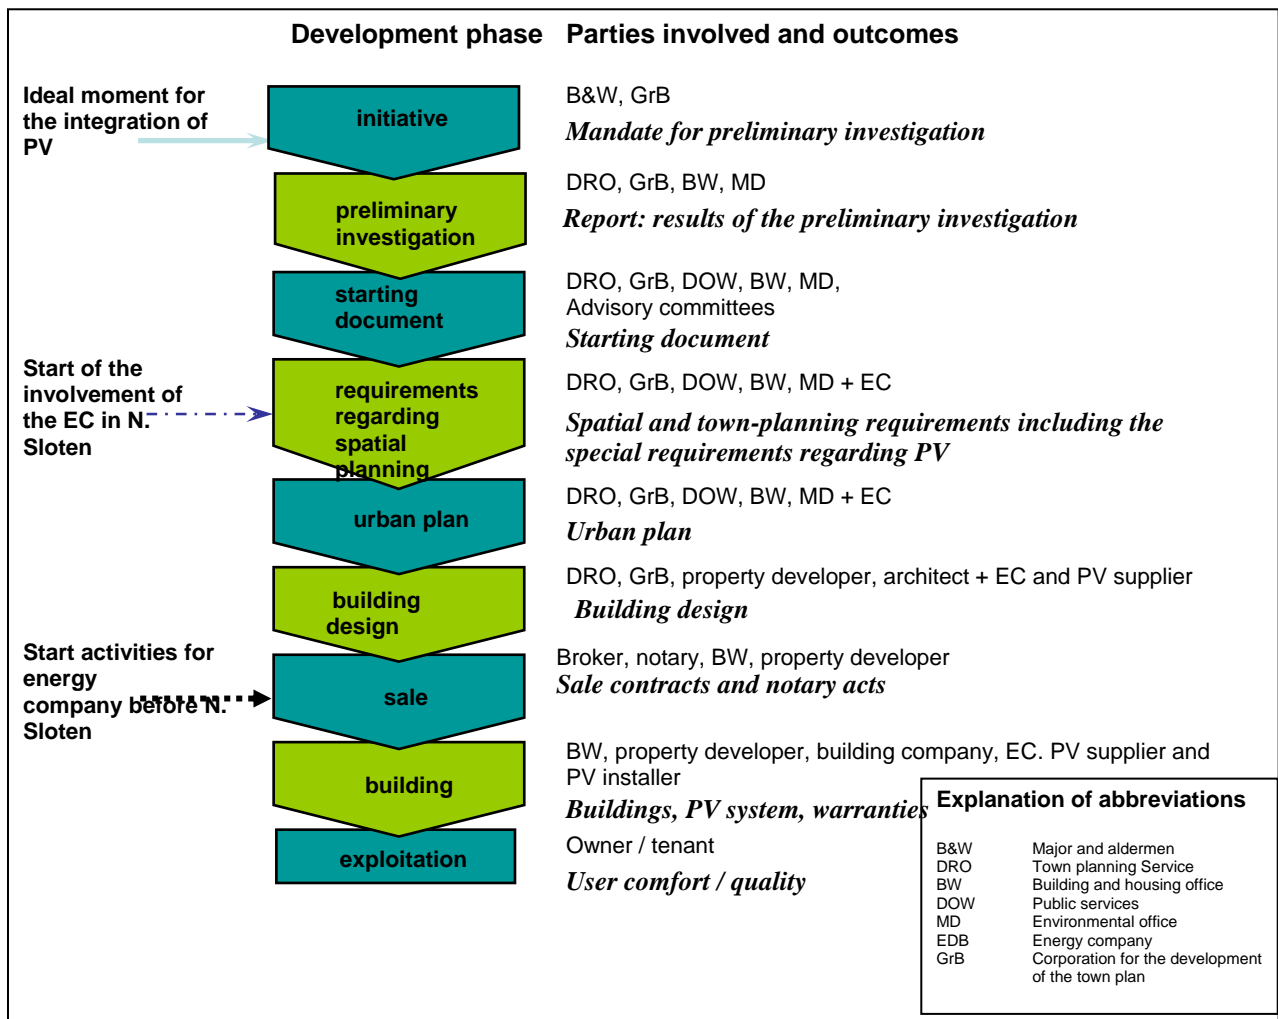 Development phase Parties involved and outcomes
Ideal moment for
the integration of
PV
initiative
B&W, GrB
Mandate for preliminary investigation
preliminary
investigation
DRO, GrB, BW, MD
Report: results of the preliminary investigation
starting
document
DRO, GrB, DOW, BW, MD,
Advisory committees
Starting document
Start of the
involvement of
the EC in N.
Sloten
requirements
regarding
spatial
planning
DRO, GrB, DOW, BW, MD + EC
Spatial and town-planning requirements including the
special requirements regarding PV
urban plan
DRO, GrB, DOW, BW, MD + EC
Urban plan
building
design
DRO, GrB, property developer, architect + EC and PV supplier
Building design
Start activities for
energy
company before N.
Sloten
sale
Broker, notary, BW, property developer
Sale contracts and notary acts
building
BW, property developer, building company, EC. PV supplier and
PV installer
Buildings, PV system, warranties
exploitation
Owner / tenant
User comfort / quality
Explanation of abbreviations
B&W Major and aldermen
DRO Town planning Service
BW Building and housing office
DOW Public services
MD Environmental office
EDB Energy company
GrB Corporation for the development
of the town plan